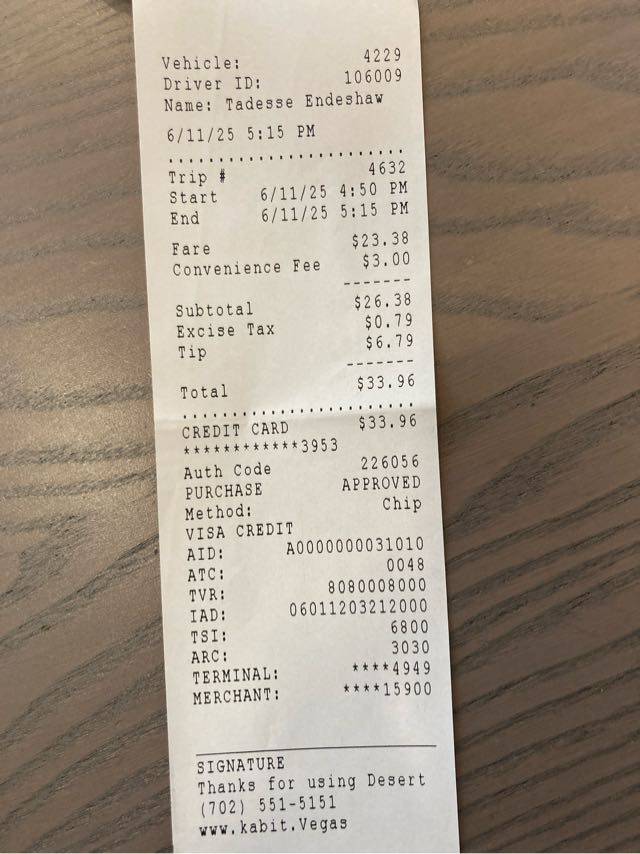 Vehicle: 4229
Driver ID: 106009
Name: Tadesse Endeshaw
6/11/25 5:15 PM
........................
Trip # 4632
Start 6/11/25 4:50 PM
End 6/11/25 5:15 PM
Fare $23.38
Convenience Fee $3.00
-------
Subtotal $26.38
Excise Tax $0.79
Tip $6.79
-------
Total $33.96
........................
CREDIT CARD $33.96
************3953
Auth Code 226056
PURCHASE APPROVED
Method: Chip
VISA CREDIT
AID: A0000000031010
ATC: 0048
TVR: 8080008000
IAD: 06011203212000
TSI: 6800
ARC: 3030
TERMINAL: ****4949
MERCHANT: ****15900
SIGNATURE
Thanks for using Desert
(702) 551-5151
www.kabit.Vegas